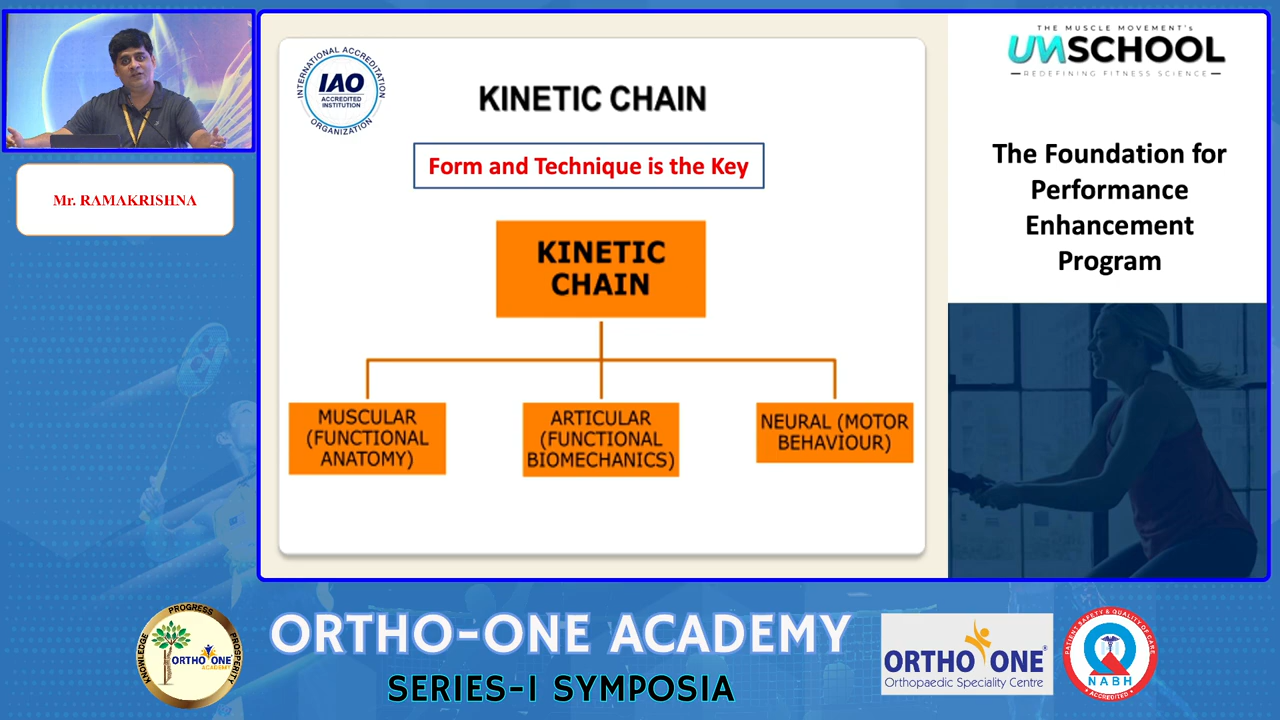 Mr. RAMAKRISHNA
INTERNATIONAL ACCREDITATION
IAO
ACCREDITED
INSTITUTION
ORGANIZATION
KINETIC CHAIN
Form and Technique is the Key
KINETIC
CHAIN
MUSCULAR
(FUNCTIONAL
ANATOMY)
ARTICULAR
(FUNCTIONAL
BIOMECHANICS)
NEURAL (MOTOR
BEHAVIOUR)
THE MUSCLE MOVEMENT's
UMSCHOOL
REDEFINING FITNESS SCIENCE
The Foundation for
Performance
Enhancement
Program
KNOWLEDGE PROGRESS PROSPERITY
ORTHO ONE
ACADEMY
ORTHO-ONE ACADEMY
SERIES-I SYMPOSIA
ORTHO ONE®
Orthopaedic Speciality Centre
PATIENT SAFETY & QUALITY OF CARE
NABH
ACCREDITED